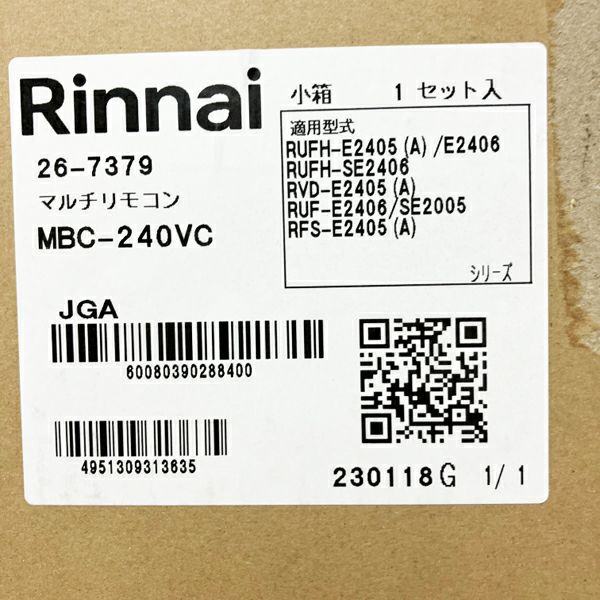 Rinnai
小箱 1 セット入
26-7379
マルチリモコン
MBC-240VC
適用型式
RUFH-E2405(A)/E2406
RUFH-SE2406
RVD-E2405(A)
RUF-E2406/SE2005
RFS-E2405(A)
シリーズ
JGA
60080390288400
4951309313635
230118G 1/1